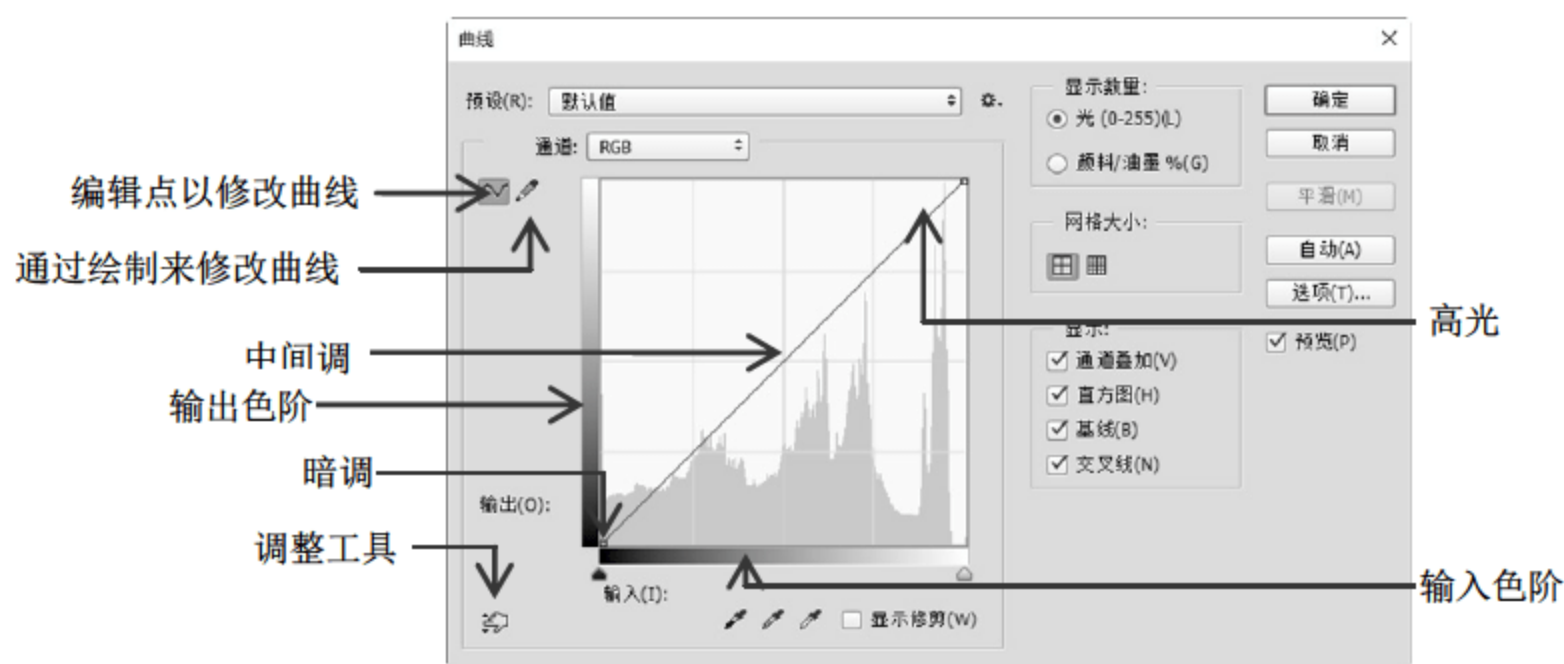 曲线
预设(R): 默认值
显示数量:
确定
光 (0-255)(L)
取消
通道: RGB
颜料/油墨 %(G)
编辑点以修改曲线
平滑(M)
网格大小:
自动(A)
通过绘制来修改曲线
选项(T)...
高光
显示:
预览(P)
中间调
通道叠加(V)
输出色阶
直方图(H)
基线(B)
暗调
交叉线(N)
输出(O):
调整工具
输入色阶
输入(I):
显示修剪(W)